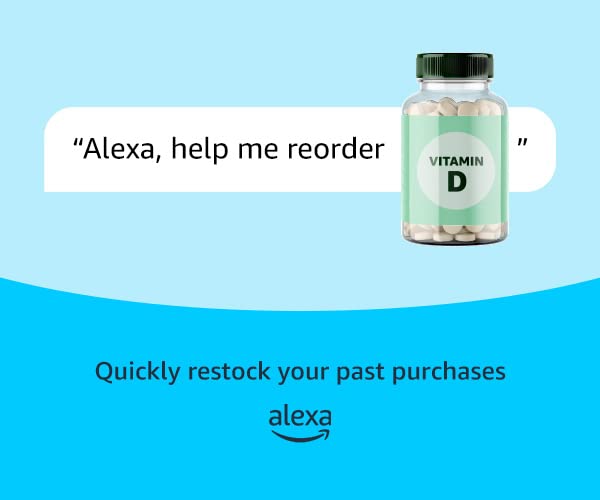 “Alexa, help me reorder
VITAMIN
D
”
Quickly restock your past purchases
alexa